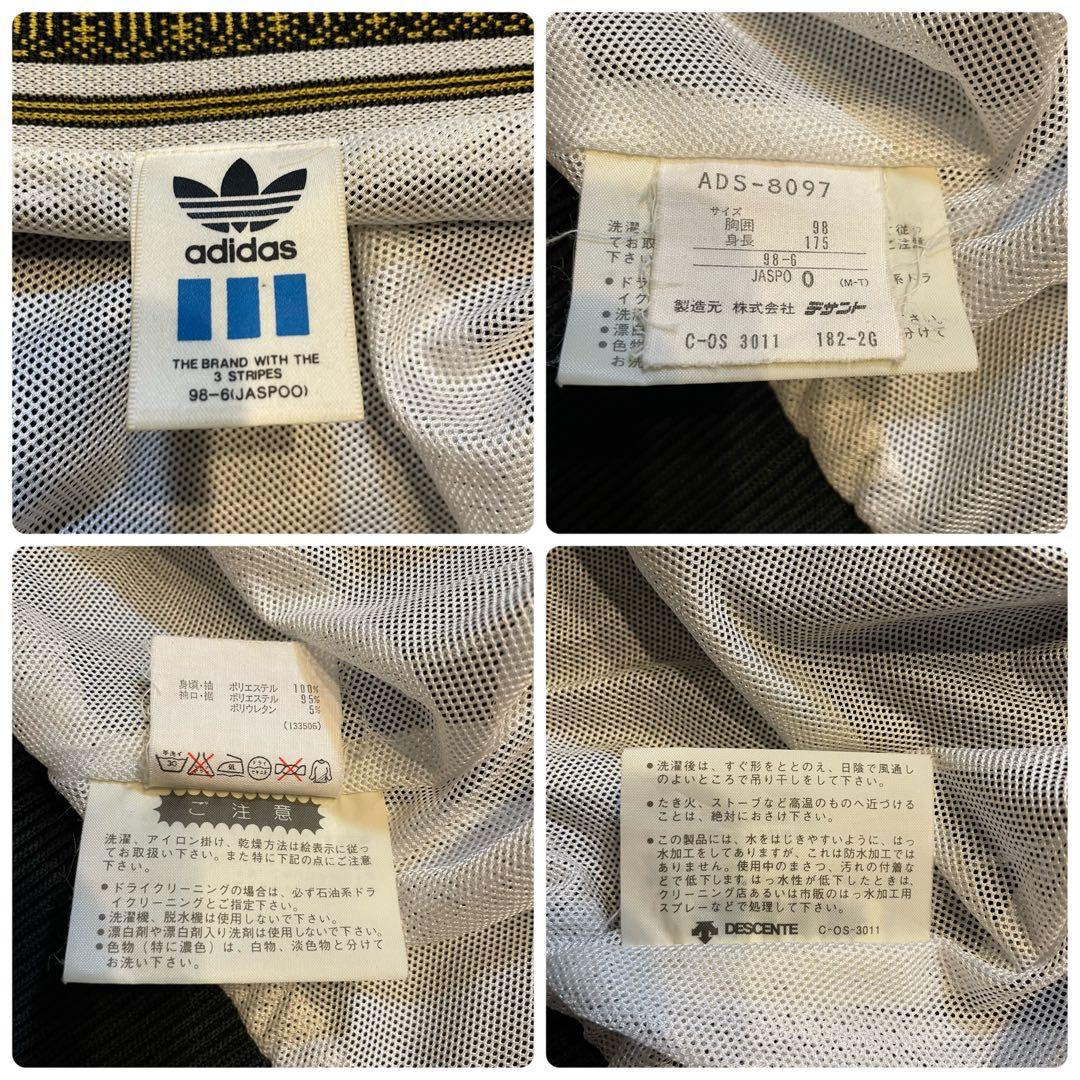 adidas
THE BRAND WITH THE
3 STRIPES
98-6(JASPOO)
ADS-8097
サイズ
胸囲 98
身長 175
98-6
JASPO O (M-T)
製造元 株式会社 デサント
C-OS 3011 182-2G
身頃・袖 ポリエステル 100%
袖口・裾 ポリエステル 95%
ポリウレタン 5%
(133506)
手洗イ
30
ご注意
洗濯、アイロン掛け、乾燥方法は絵表示に従っ
てお取扱い下さい。また特に下記の点にご注意
下さい。
●ドライクリーニングの場合は、必ず石油系ドラ
イクリーニングとご指定下さい。
●洗濯機、脱水機は使用しないで下さい。
●漂白剤や漂白剤入り洗剤は使用しないで下さい。
●色物(特に濃色)は、白物、淡色物と分けて
お洗い下さい。
●洗濯後は、すぐ形をととのえ、日陰で風通し
のよいところで吊り干しをして下さい。
●たき火、ストーブなど高温のものへ近づける
ことは、絶対におさけ下さい。
●この製品には、水をはじきやすいように、はっ
水加工をしてありますが、これは防水加工では
ありません。使用中のまさつ、汚れの付着な
どで低下します はっ水性が低下したときは、
クリーニング店あるいは市販のはっ水加工用
スプレーなどで処理して下さい。
DESCENTE C-OS-3011